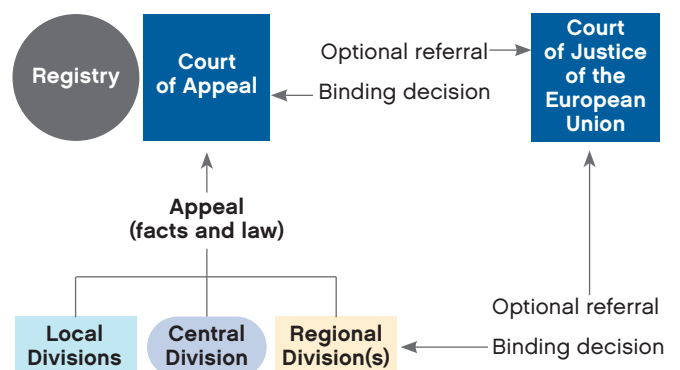 Registry
Court
of Appeal
Optional referral
Binding decision
Court
of Justice
of the
European
Union
Appeal
(facts and law)
Local
Divisions
Central
Division
Regional
Division(s)
Optional referral
Binding decision